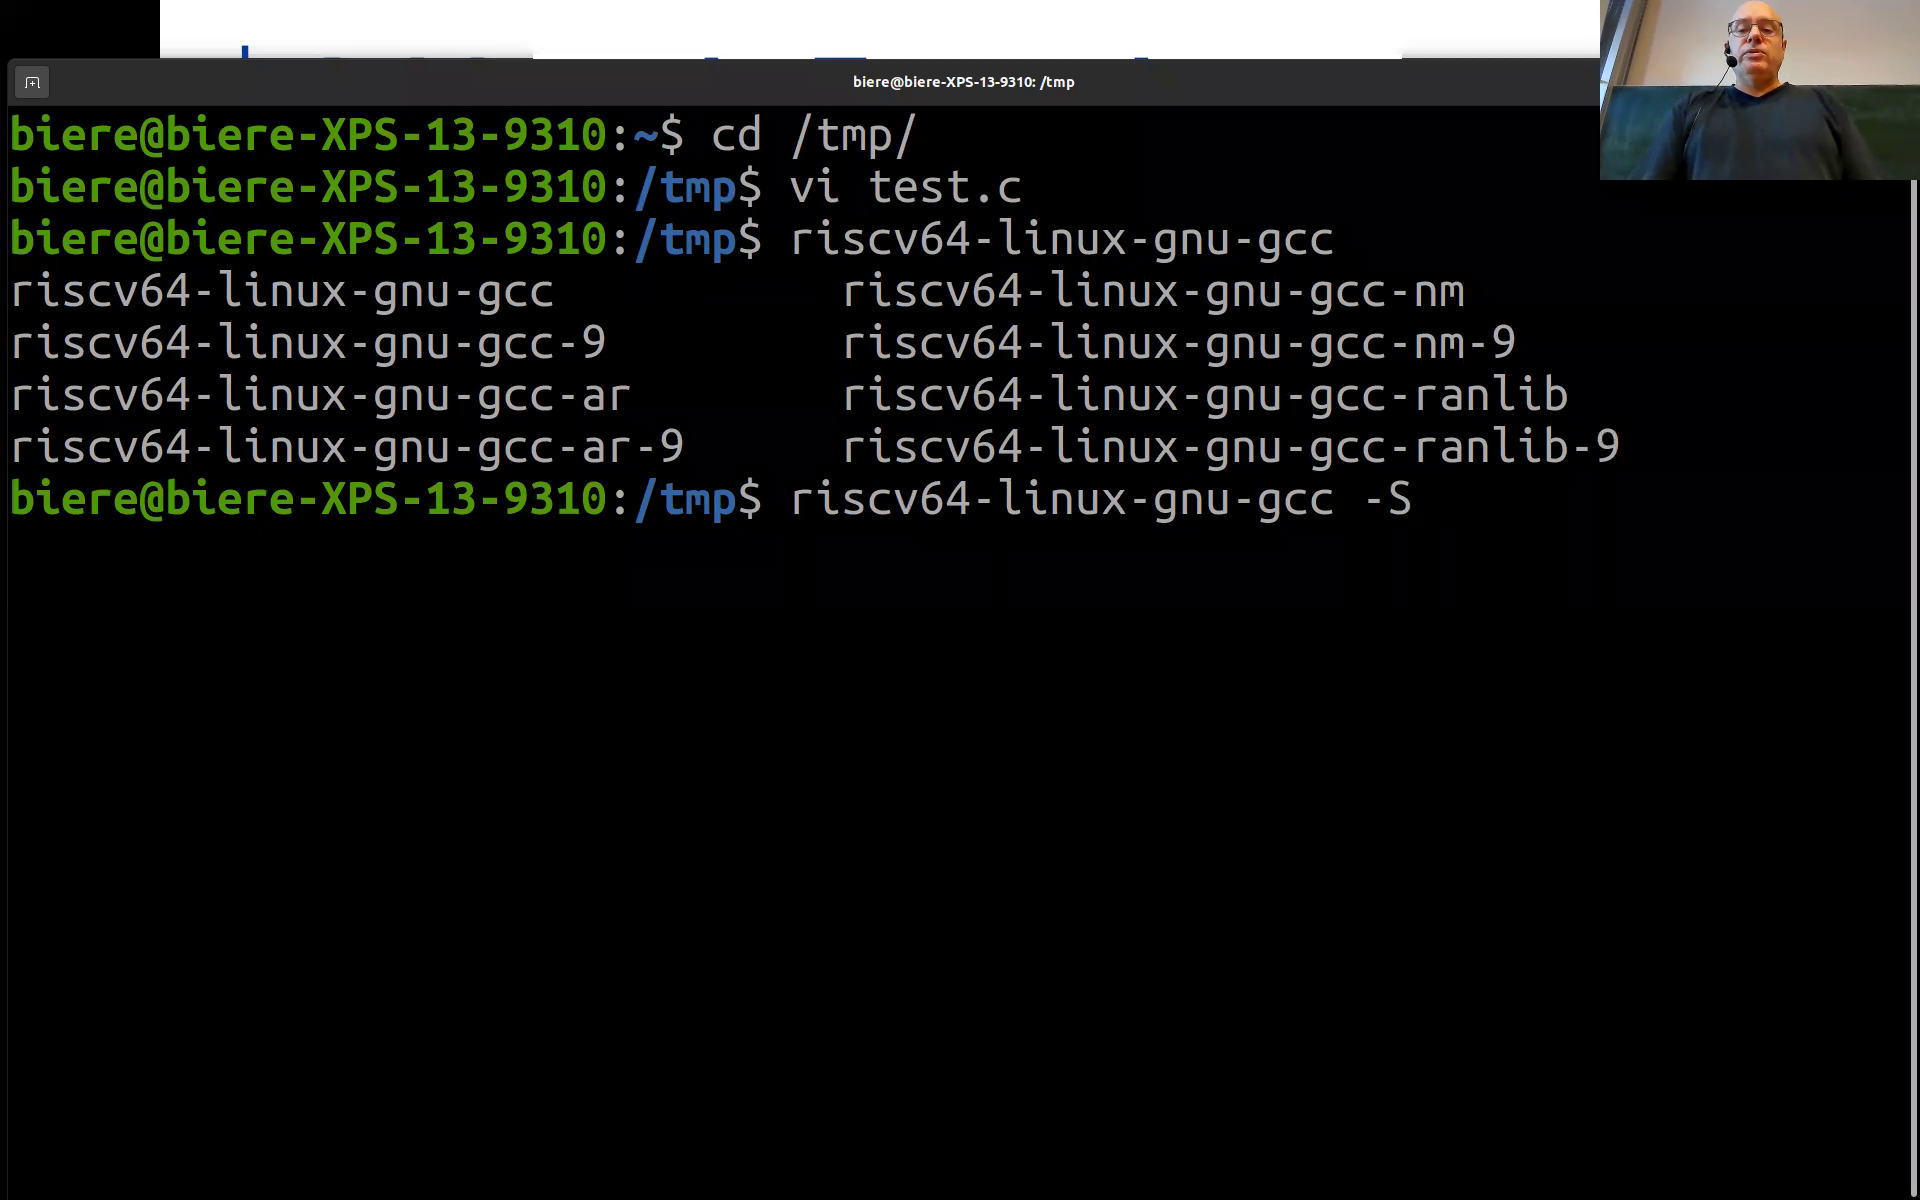 biere@biere-XPS-13-9310: /tmp
biere@biere-XPS-13-9310:~$ cd /tmp/
biere@biere-XPS-13-9310:/tmp$ vi test.c
biere@biere-XPS-13-9310:/tmp$ riscv64-linux-gnu-gcc
riscv64-linux-gnu-gcc riscv64-linux-gnu-gcc-nm
riscv64-linux-gnu-gcc-9 riscv64-linux-gnu-gcc-nm-9
riscv64-linux-gnu-gcc-ar riscv64-linux-gnu-gcc-ranlib
riscv64-linux-gnu-gcc-ar-9 riscv64-linux-gnu-gcc-ranlib-9
biere@biere-XPS-13-9310:/tmp$ riscv64-linux-gnu-gcc -S